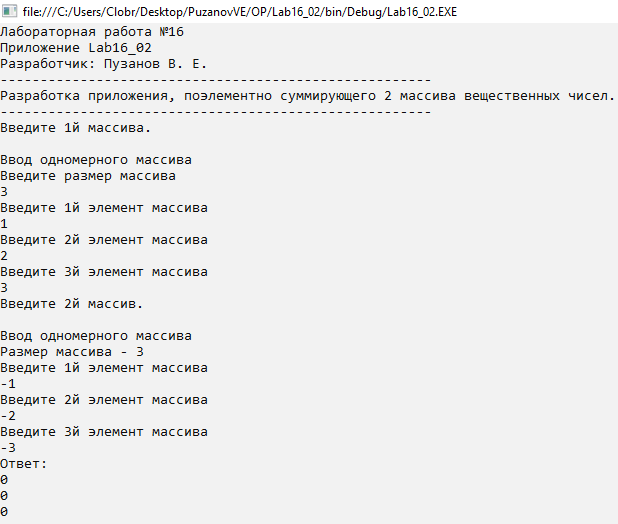 file:///C:/Users/Clobr/Desktop/PuzanovVE/OP/Lab16_02/bin/Debug/Lab16_02.EXE
Лабораторная работа №16
Приложение Lab16_02
Разработчик: Пузанов В. Е.
------------------------------------------------------
Разработка приложения, поэлементно суммирующего 2 массива вещественных чисел.
------------------------------------------------------
Введите 1й массива.
Ввод одномерного массива
Введите размер массива
3
Введите 1й элемент массива
1
Введите 2й элемент массива
2
Введите 3й элемент массива
3
Введите 2й массив.
Ввод одномерного массива
Размер массива - 3
Введите 1й элемент массива
-1
Введите 2й элемент массива
-2
Введите 3й элемент массива
-3
Ответ:
0
0
0